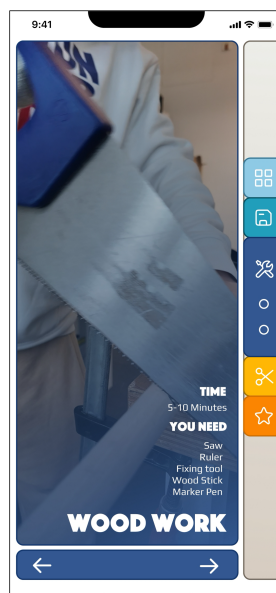 9:41
TIME
5-10 Minutes
YOU NEED
Saw
Ruler
Fixing tool
Wood Stick
Marker Pen
WOOD WORK